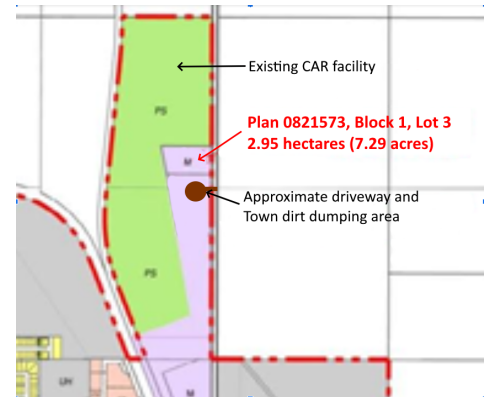 Existing CAR facility
PS
Plan 0821573, Block 1, Lot 3
2.95 hectares (7.29 acres)
M
Approximate driveway and
Town dirt dumping area
PS
UH
M